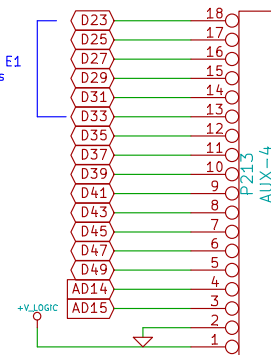 D23 18
D25 17
D27 16
E1
D29 15
s
D31 14
D33 13
D35 12
D37 11
D39 10
D41 9
D43 8
D45 7
D47 6
D49 5
AD14 4
AD15 3
+V_LOGIC
2
1
P213
AUX-4